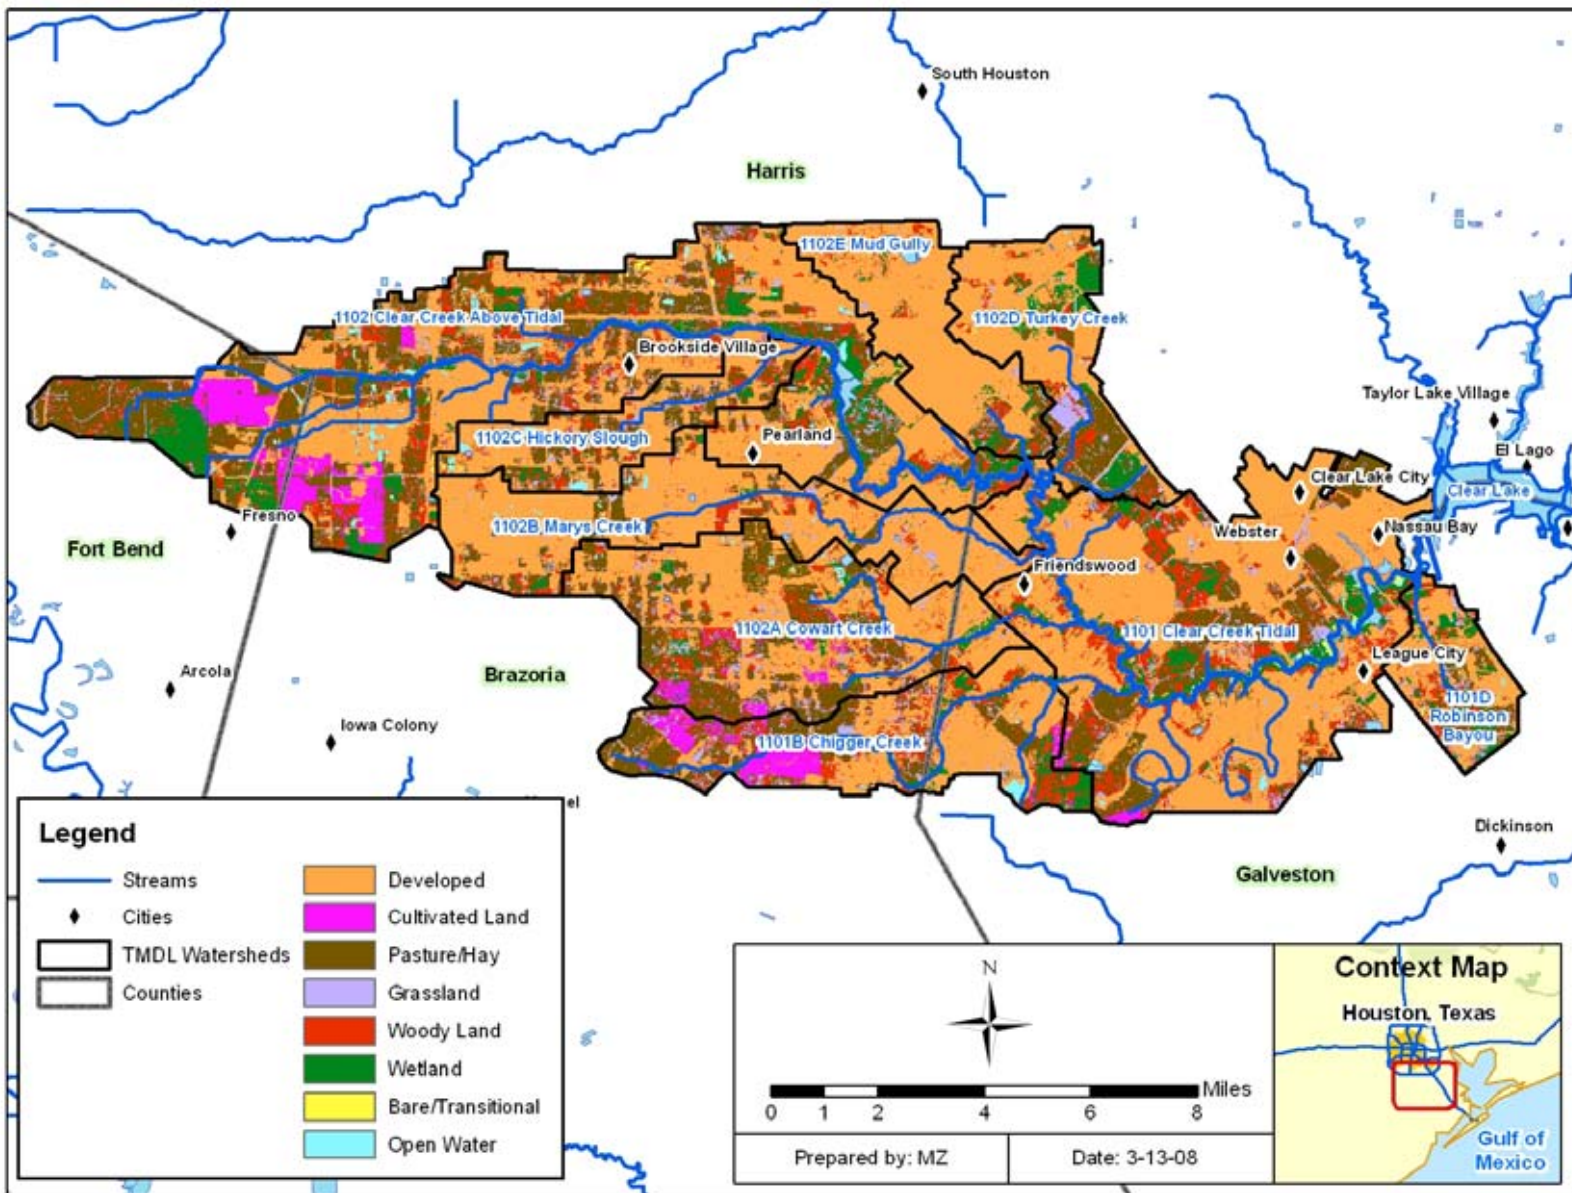 South Houston
Harris
1102E Mud Gully
1102 Clear Creek Above Tidal
1102D Turkey Creek
Brookside Village
Taylor Lake Village
1102C Hickory Slough
Pearland
El Lago
Clear Lake City
Clear Lake
Fresno
1102B Marys Creek
Webster
Nassau Bay
Fort Bend
Friendswood
1102A Cowart Creek
1101 Clear Creek Tidal
Arcola
Brazoria
League City
1101D
Robinson
Bayou
Iowa Colony
1101B Chigger Creek
el
Dickinson
Galveston
Legend
Streams
Cities
TMDL Watersheds
Counties
Developed
Cultivated Land
Pasture/Hay
Grassland
Woody Land
Wetland
Bare/Transitional
Open Water
N
Miles
0 1 2 4 6 8
Prepared by: MZ
Date: 3-13-08
Context Map
Houston, Texas
Gulf of
Mexico